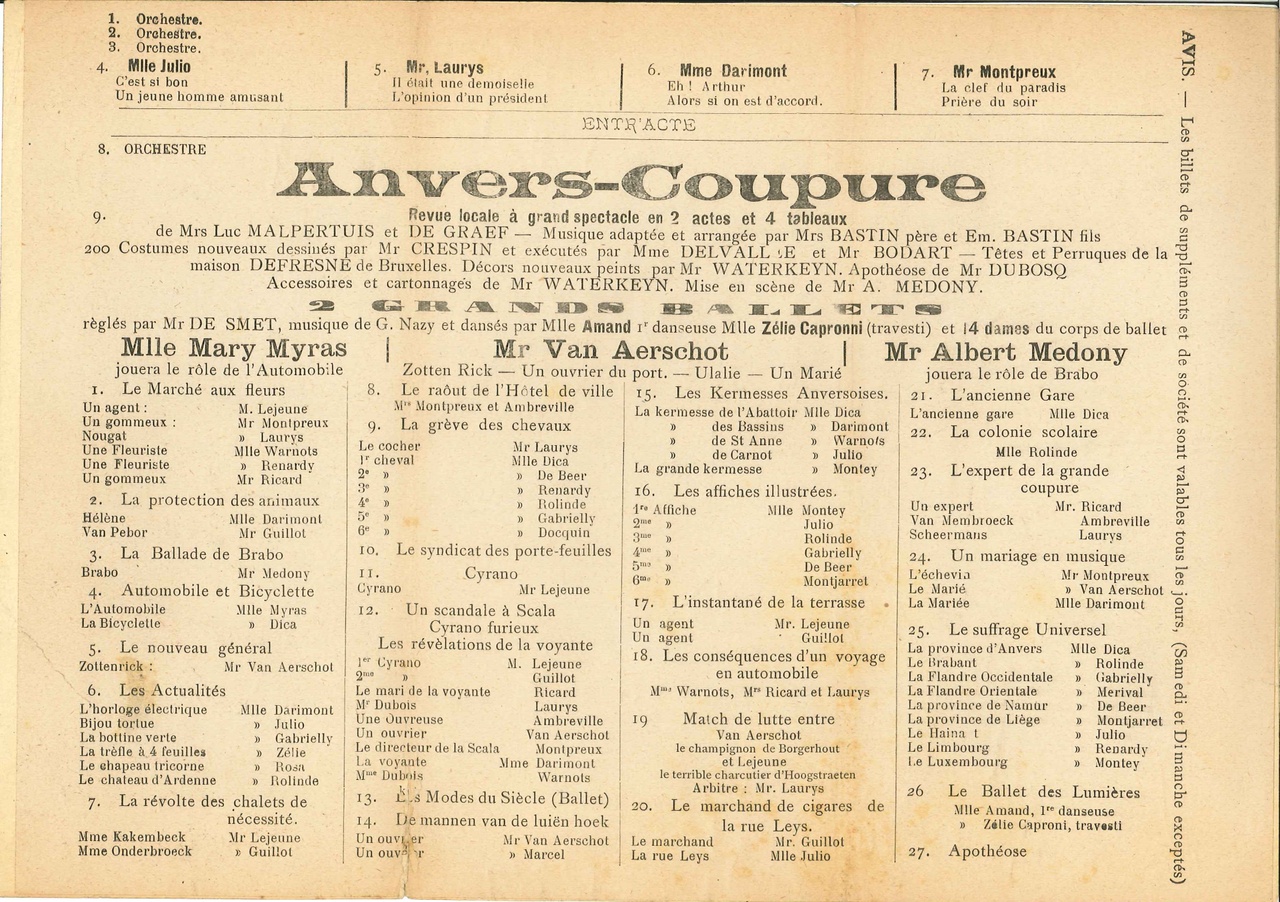 1. Orchestre.
2. Orchestre.
3. Orchestre.
4. Mlle Julio
C'est si bon
Un jeune homme amusant
5. Mr. Laurys
Il était une demoiselle
L'opinion d'un président
6. Mme Darimont
Eh ! Arthur
Alors si on est d'accord.
7. Mr Montpreux
La clef du paradis
Prière du soir
ENTR'ACTE
8. ORCHESTRE
Anvers-Coupure
9. Revue locale à grand spectacle en 2 actes et 4 tableaux
de Mrs Luc MALPERTUIS et DE GRAEF — Musique adaptée et arrangée par Mrs BASTIN père et Em. BASTIN fils
200 Costumes nouveaux dessinés par Mr CRESPIN et exécutés par Mme et Mr BODART — Têtes et Perruques de la
maison DEFRESNE de Bruxelles. Décors nouveaux peints par Mr WATERKEYN. Apothéose de Mr DUBOSQ
Accessoires et cartonnages de Mr WATERKEYN. Mise en scène de Mr A. MEDONY.
2 GRANDS BALLETS
règlés par Mr DE SMET, musique de G. Nazy et dansés par Mlle Amand 1r danseuse Mlle Zélie Capronni (travesti) et 14 dames du corps de ballet
Mlle Mary Myras
jouera le rôle de l'Automobile
Mr Van Aerschot
Zotten Rick — Un ouvrier du port. — Ulalie — Un Marié
Mr Albert Medony
jouera le rôle de Brabo
1. Le Marché aux fleurs
Un agent : M. Lejeune
Un gommeux : Mr Montpreux
Nougat » Laurys
Une Fleuriste Mlle Warnots
Une Fleuriste » Renardy
Un gommeux Mr Ricard
2. La protection des animaux
Hélène Mlle Darimont
Van Pebor Mr Guillot
3. La Ballade de Brabo
Brabo Mr Medony
4. Automobile et Bicyclette
L'Automobile Mlle Myras
La Bicyclette » Dica
5. Le nouveau général
Zottenrick : Mr Van Aerschot
6. Les Actualités
L'horloge électrique Mlle Darimont
Bijou tortue » Julio
La bottine verte » Gabrielly
La trèfle à 4 feuilles » Zélie
Le chapeau tricorne » Rosa
Le chateau d'Ardenne » Rolinde
7. La révolte des chalets de
nécessité.
Mme Kakembeck Mr Lejeune
Mme Onderbroeck » Guillot
8. Le raôut de l'Hôtel de ville
Mrs Montpreux et Ambreville
9. La grève des chevaux
Le cocher Mr Laurys
1r cheval Mlle Dica
2e » » De Beer
3e » » Renardy
4e » » Rolinde
5e » » Gabrielly
6e » » Docquin
10. Le syndicat des porte-feuilles
11. Cyrano
Cyrano Mr Lejeune
12. Un scandale à Scala
Cyrano furieux
Les révèlations de la voyante
1er Cyrano M. Lejeune
2me » Guillot
Le mari de la voyante Ricard
Mr Dubois Laurys
Une Ouvreuse Ambreville
Un ouvrier Van Aerschot
Le directeur de la Scala Montpreux
La voyante Mme Darimont
Mme Dubois Warnots
13. Modes du Siècle (Ballet)
14. De mannen van de luiën hoek
Un Mr Van Aerschot
Un » Marcel
15. Les Kermesses Anversoises.
La kermesse de l'Abattoir Mlle Dica
» des Bassins » Darimont
» de St Anne » Warnots
» de Carnot » Julio
La grande kermesse » Montey
16. Les affiches illustrées.
1re Affiche Mlle Montey
2me » Julio
3me » Rolinde
4me » Gabrielly
5me » De Beer
6me » Montjarret
17. L'instantané de la terrasse
Un agent Mr. Lejeune
Un agent " Guillot
18. Les conséquences d'un voyage
en automobile
Mme Warnots, Mrs Ricard et Laurys
19 Match de lutte entre
Van Aerschot
le champignon de Borgerhout
et Lejeune
le terrible charcutier d'Hoogstraeten
Arbitre : Mr. Laurys
20. Le marchand de cigares de
la rue Leys.
Le marchand Mr. Guillot
La rue Leys Mlle Julio
21. L'ancienne Gare
L'ancienne gare Mlle Dica
22. La colonie scolaire
Mlle Rolinde
23. L'expert de la grande
coupure
Un expert Mr. Ricard
Van Membroeck Ambreville
Scheermans Laurys
24. Un mariage en musique
L'échevin Mr Montpreux
Le Marié » Van Aerschot
La Mariée Mlle Darimont
25. Le suffrage Universel
La province d'Anvers Mlle Dica
Le Brabant » Rolinde
La Flandre Occidentale » Gabrielly
La Flandre Orientale » Merival
La province de Namur » De Beer
La province de Liège » Montjarret
Le » Julio
Le Limbourg » Renardy
Le Luxembourg » Montey
26 Le Ballet des Lumières
Mlle Amand, 1re danseuse
» Zélie Caproni, travesti
27. Apothéose
AVIS. — Les billets de suppléments et de société sont valables tous les jours, (Samedi et Dimanche exceptés)